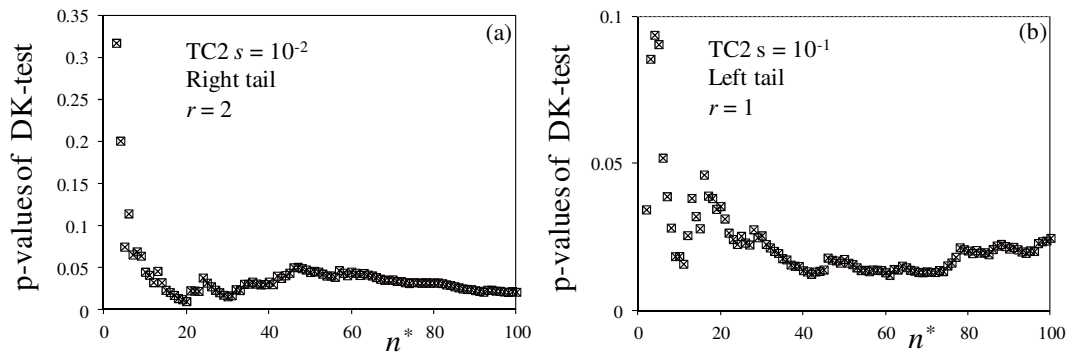 0.35
0.3
0.25
0.2
0.15
0.1
0.05
0
0 20 40 60 80 100
p-values of DK-test
n*
(a)
TC2 s = 10-2
Right tail
r = 2
0.1
0.05
0
0 20 40 60 80 100
p-values of DK-test
n*
(b)
TC2 s = 10-1
Left tail
r = 1